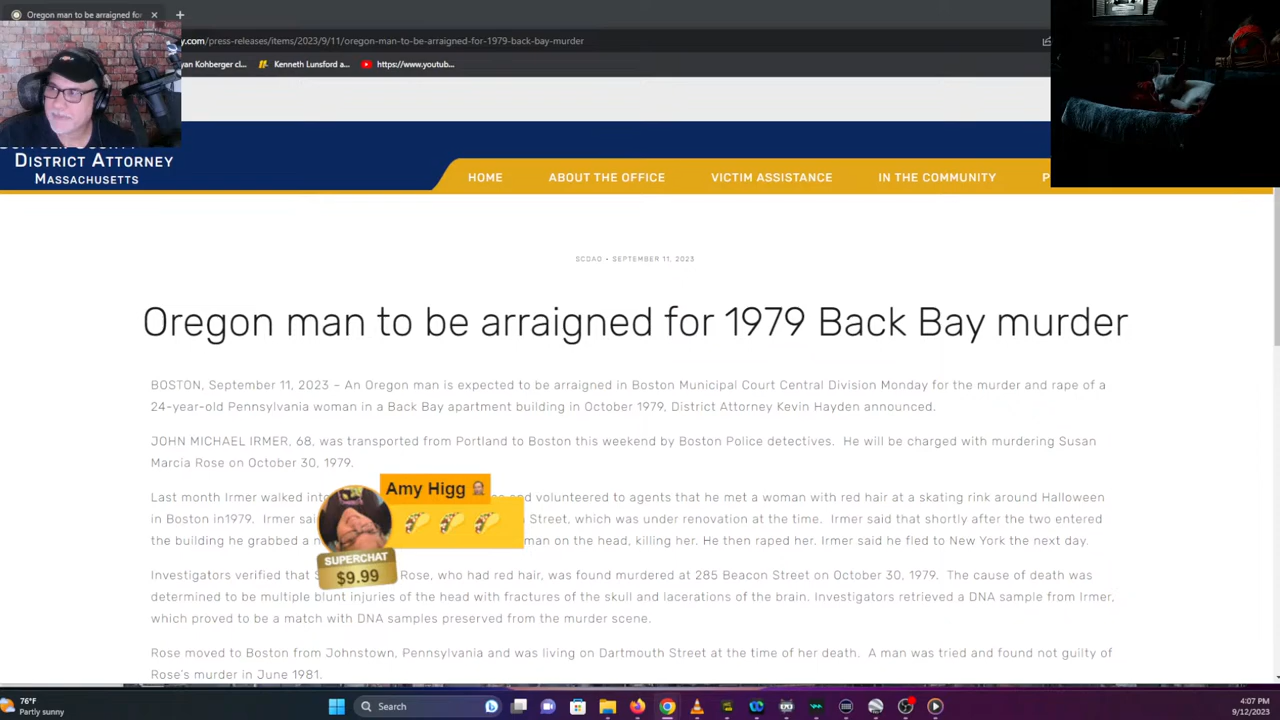 Oregon man to be arraigned for
y.com/press-releases/items/2023/9/11/oregon-man-to-be-arraigned-for-1979-back-bay-murder
yan Kohberger cl...
Kenneth Lunsford a...
https://www.youtub...
DISTRICT ATTORNEY
MASSACHUSETTS
HOME
ABOUT THE OFFICE
VICTIM ASSISTANCE
IN THE COMMUNITY
P
SCDAO • SEPTEMBER 11, 2023
Oregon man to be arraigned for 1979 Back Bay murder
BOSTON, September 11, 2023 – An Oregon man is expected to be arraigned in Boston Municipal Court Central Division Monday for the murder and rape of a
24-year-old Pennsylvania woman in a Back Bay apartment building in October 1979, District Attorney Kevin Hayden announced.
JOHN MICHAEL IRMER, 68, was transported from Portland to Boston this weekend by Boston Police detectives. He will be charged with murdering Susan
Marcia Rose on October 30, 1979.
Last month Irmer walked int
and volunteered to agents that he met a woman with red hair at a skating rink around Halloween
in Boston in1979. Irmer sai
Street, which was under renovation at the time. Irmer said that shortly after the two entered
the building he grabbed a
man on the head, killing her. He then raped her. Irmer said he fled to New York the next day.
Amy Higg
SUPERCHAT
$9.99
Investigators verified that S
Rose, who had red hair, was found murdered at 285 Beacon Street on October 30, 1979. The cause of death was
determined to be multiple blunt injuries of the head with fractures of the skull and lacerations of the brain. Investigators retrieved a DNA sample from Irmer,
which proved to be a match with DNA samples preserved from the murder scene.
Rose moved to Boston from Johnstown, Pennsylvania and was living on Dartmouth Street at the time of her death. A man was tried and found not guilty of
Rose's murder in June 1981.
76°F
Partly sunny
Search
4:07 PM
9/12/2023